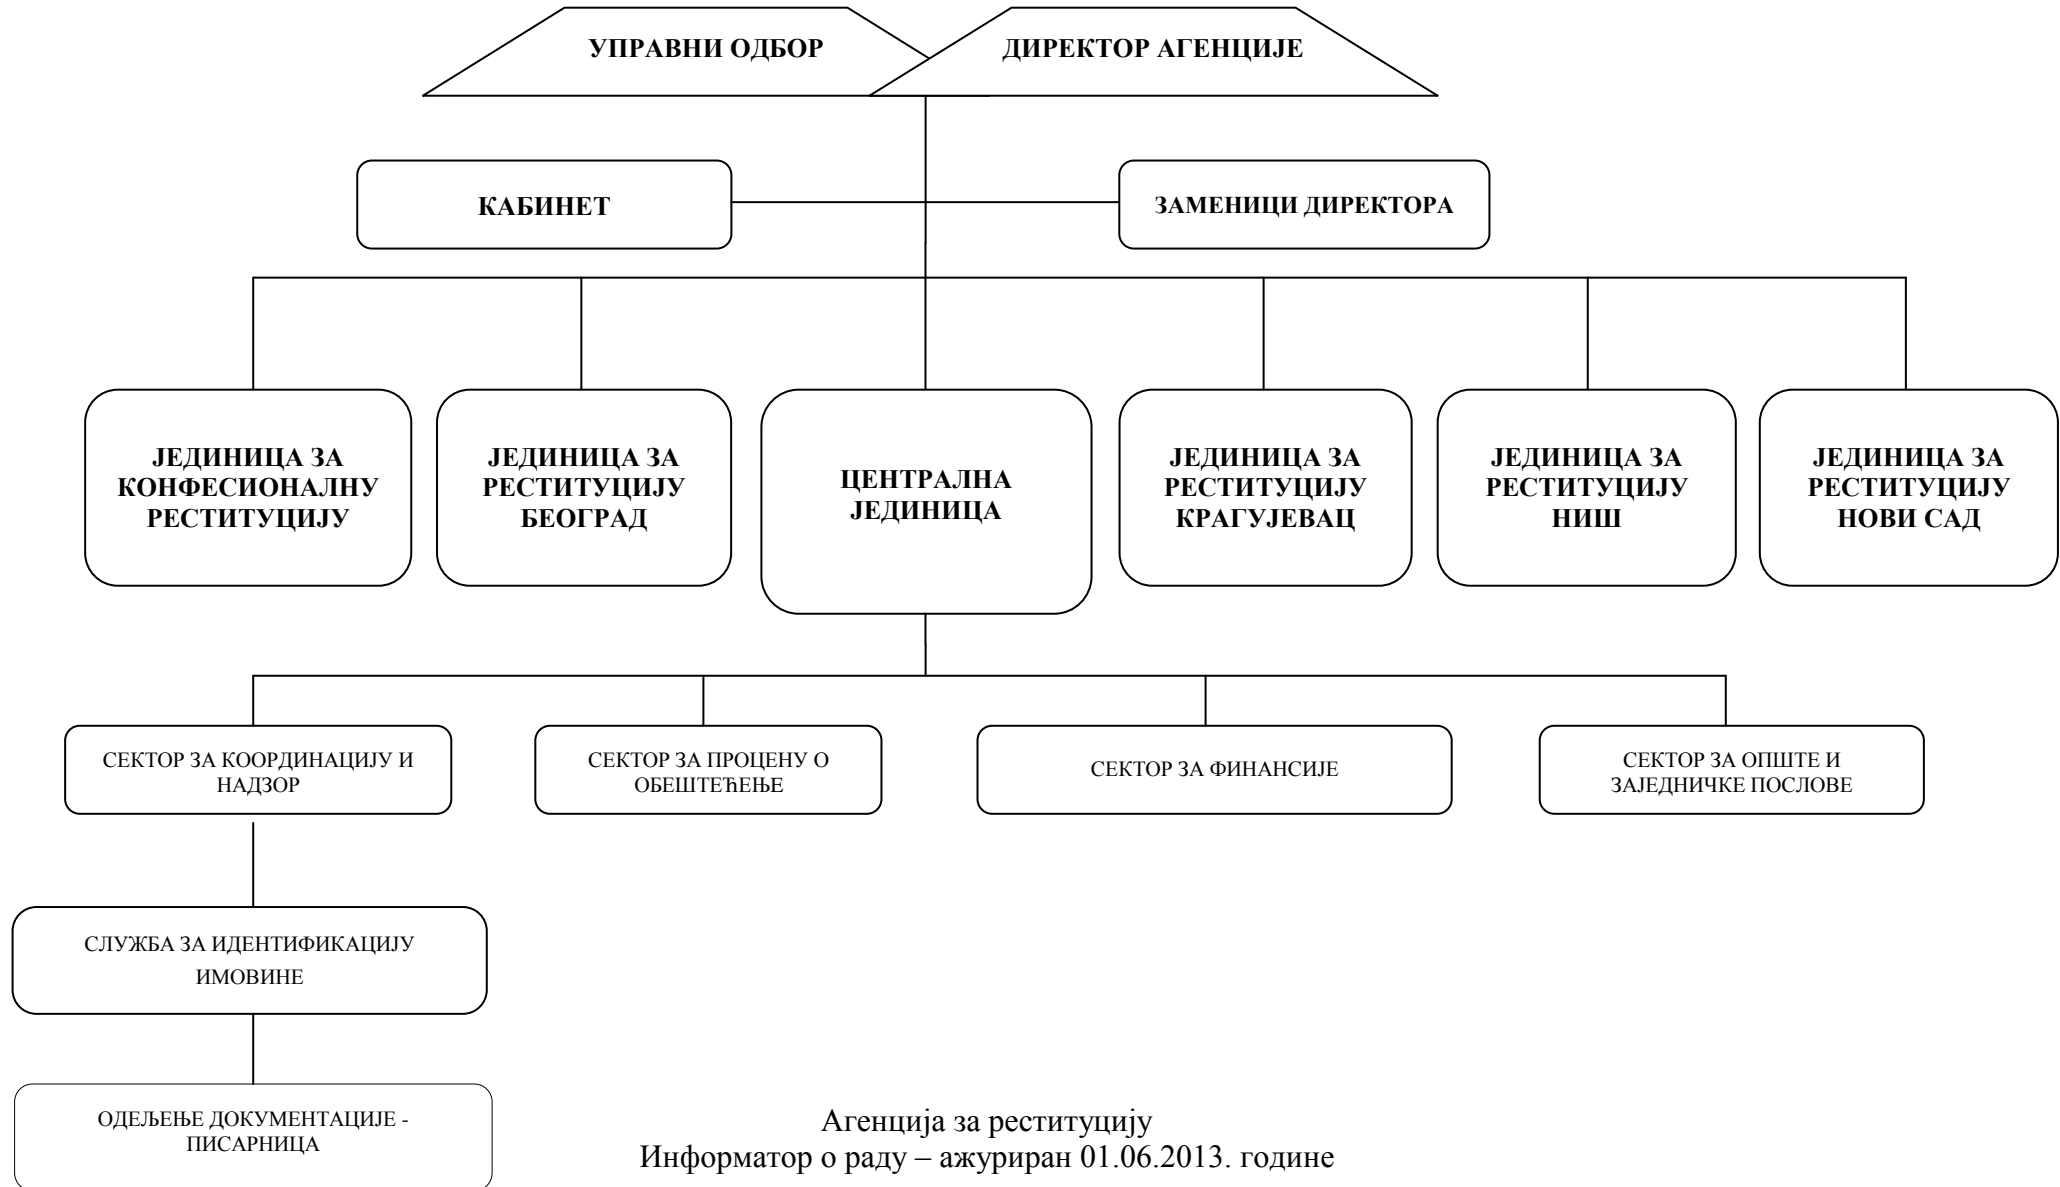 УПРАВНИ ОДБОР
ДИРЕКТОР АГЕНЦИЈЕ
КАБИНЕТ
ЗАМЕНИЦИ ДИРЕКТОРА
ЈЕДИНИЦА ЗА
КОНФЕСИОНАЛНУ
РЕСТИТУЦИЈУ
ЈЕДИНИЦА ЗА
РЕСТИТУЦИЈУ
БЕОГРАД
ЦЕНТРАЛНА
ЈЕДИНИЦА
ЈЕДИНИЦА ЗА
РЕСТИТУЦИЈУ
КРАГУЈЕВАЦ
ЈЕДИНИЦА ЗА
РЕСТИТУЦИЈУ
НИШ
ЈЕДИНИЦА ЗА
РЕСТИТУЦИЈУ
НОВИ САД
СЕКТОР ЗА КООРДИНАЦИЈУ И
НАДЗОР
СЕКТОР ЗА ПРОЦЕНУ О
ОБЕШТЕЋЕЊЕ
СЕКТОР ЗА ФИНАНСИЈЕ
СЕКТОР ЗА ОПШТЕ И
ЗАЈЕДНИЧКЕ ПОСЛОВЕ
СЛУЖБА ЗА ИДЕНТИФИКАЦИЈУ
ИМОВИНЕ
ОДЕЉЕЊЕ ДОКУМЕНТАЦИЈЕ -
ПИСАРНИЦА
Агенција за реституцију
Информатор о раду – ажуриран 01.06.2013. године